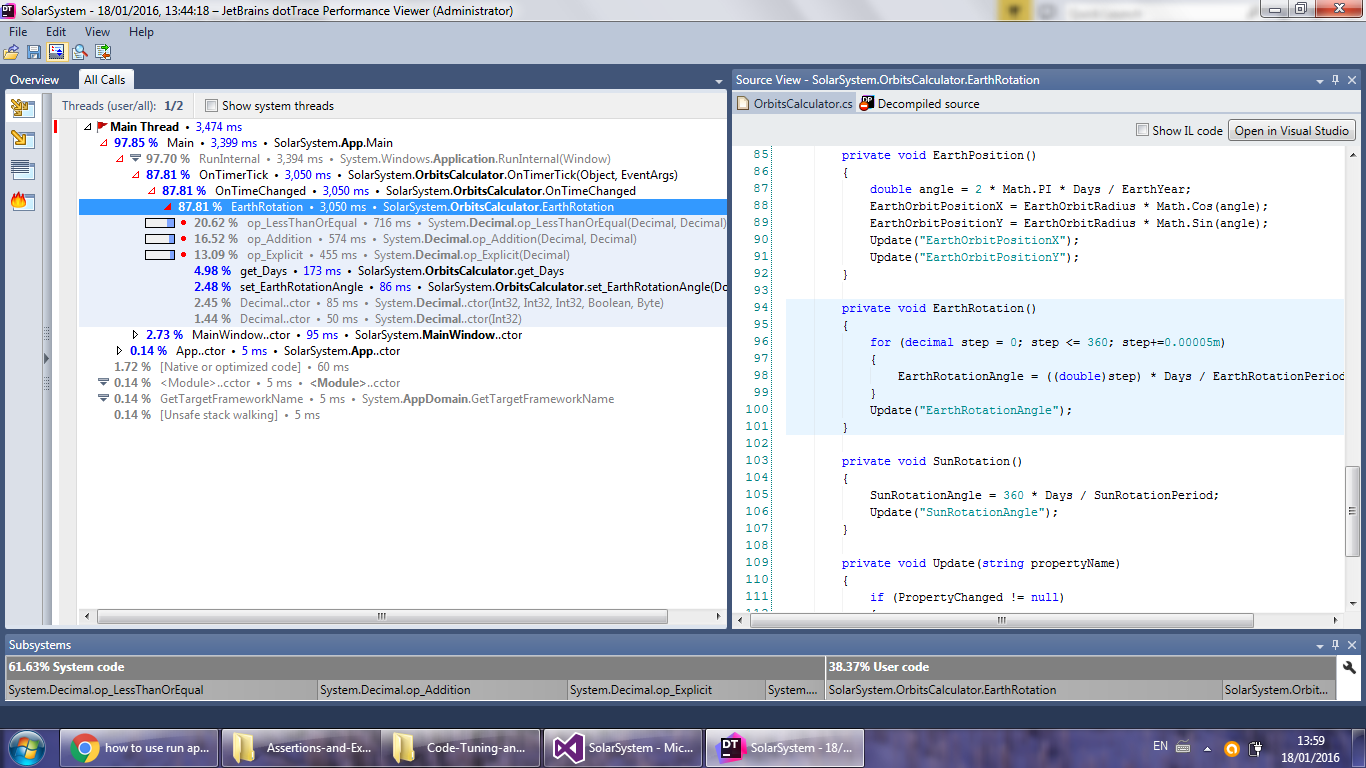 SolarSystem - 18/01/2016, 13:44:18 – JetBrains dotTrace Performance Viewer (Administrator)
File Edit View Help
Overview All Calls
Threads (user/all): 1/2 Show system threads
Main Thread • 3,474 ms
97.85 % Main • 3,399 ms • SolarSystem.App.Main
97.70 % RunInternal • 3,394 ms • System.Windows.Application.RunInternal(Window)
87.81 % OnTimerTick • 3,050 ms • SolarSystem.OrbitsCalculator.OnTimerTick(Object, EventArgs)
87.81 % OnTimeChanged • 3,050 ms • SolarSystem.OrbitsCalculator.OnTimeChanged
87.81 % EarthRotation • 3,050 ms • SolarSystem.OrbitsCalculator.EarthRotation
20.62 % op_LessThanOrEqual • 716 ms • System.Decimal.op_LessThanOrEqual(Decimal, Decimal)
16.52 % op_Addition • 574 ms • System.Decimal.op_Addition(Decimal, Decimal)
13.09 % op_Explicit • 455 ms • System.Decimal.op_Explicit(Decimal)
4.98 % get_Days • 173 ms • SolarSystem.OrbitsCalculator.get_Days
2.48 % set_EarthRotationAngle • 86 ms • SolarSystem.OrbitsCalculator.set_EarthRotationAngle(Do
2.45 % Decimal..ctor • 85 ms • System.Decimal..ctor(Int32, Int32, Int32, Boolean, Byte)
1.44 % Decimal..ctor • 50 ms • System.Decimal..ctor(Int32)
2.73 % MainWindow..ctor • 95 ms • SolarSystem.MainWindow..ctor
0.14 % App..ctor • 5 ms • SolarSystem.App..ctor
1.72 % [Native or optimized code] • 60 ms
0.14 % <Module>..cctor • 5 ms • <Module>..cctor
0.14 % GetTargetFrameworkName • 5 ms • System.AppDomain.GetTargetFrameworkName
0.14 % [Unsafe stack walking] • 5 ms
Source View - SolarSystem.OrbitsCalculator.EarthRotation
OrbitsCalculator.cs Decompiled source
Show IL code Open in Visual Studio
85 private void EarthPosition()
86 {
87 double angle = 2 * Math.PI * Days / EarthYear;
88 EarthOrbitPositionX = EarthOrbitRadius * Math.Cos(angle);
89 EarthOrbitPositionY = EarthOrbitRadius * Math.Sin(angle);
90 Update("EarthOrbitPositionX");
91 Update("EarthOrbitPositionY");
92 }
93
94 private void EarthRotation()
95 {
96 for (decimal step = 0; step <= 360; step+=0.00005m)
97 {
98 EarthRotationAngle = ((double)step) * Days / EarthRotationPeriod
99 }
100 Update("EarthRotationAngle");
101 }
102
103 private void SunRotation()
104 {
105 SunRotationAngle = 360 * Days / SunRotationPeriod;
106 Update("SunRotationAngle");
107 }
108
109 private void Update(string propertyName)
110 {
111 if (PropertyChanged != null)
Subsystems
61.63% System code 38.37% User code
System.Decimal.op_LessThanOrEqual System.Decimal.op_Addition System.Decimal.op_Explicit System.... SolarSystem.OrbitsCalculator.EarthRotation SolarSystem.Orbit...
how to use run ap... Assertions-and-Ex... Code-Tuning-an... SolarSystem - Mic... DT SolarSystem - 18/... EN 13:59
18/01/2016